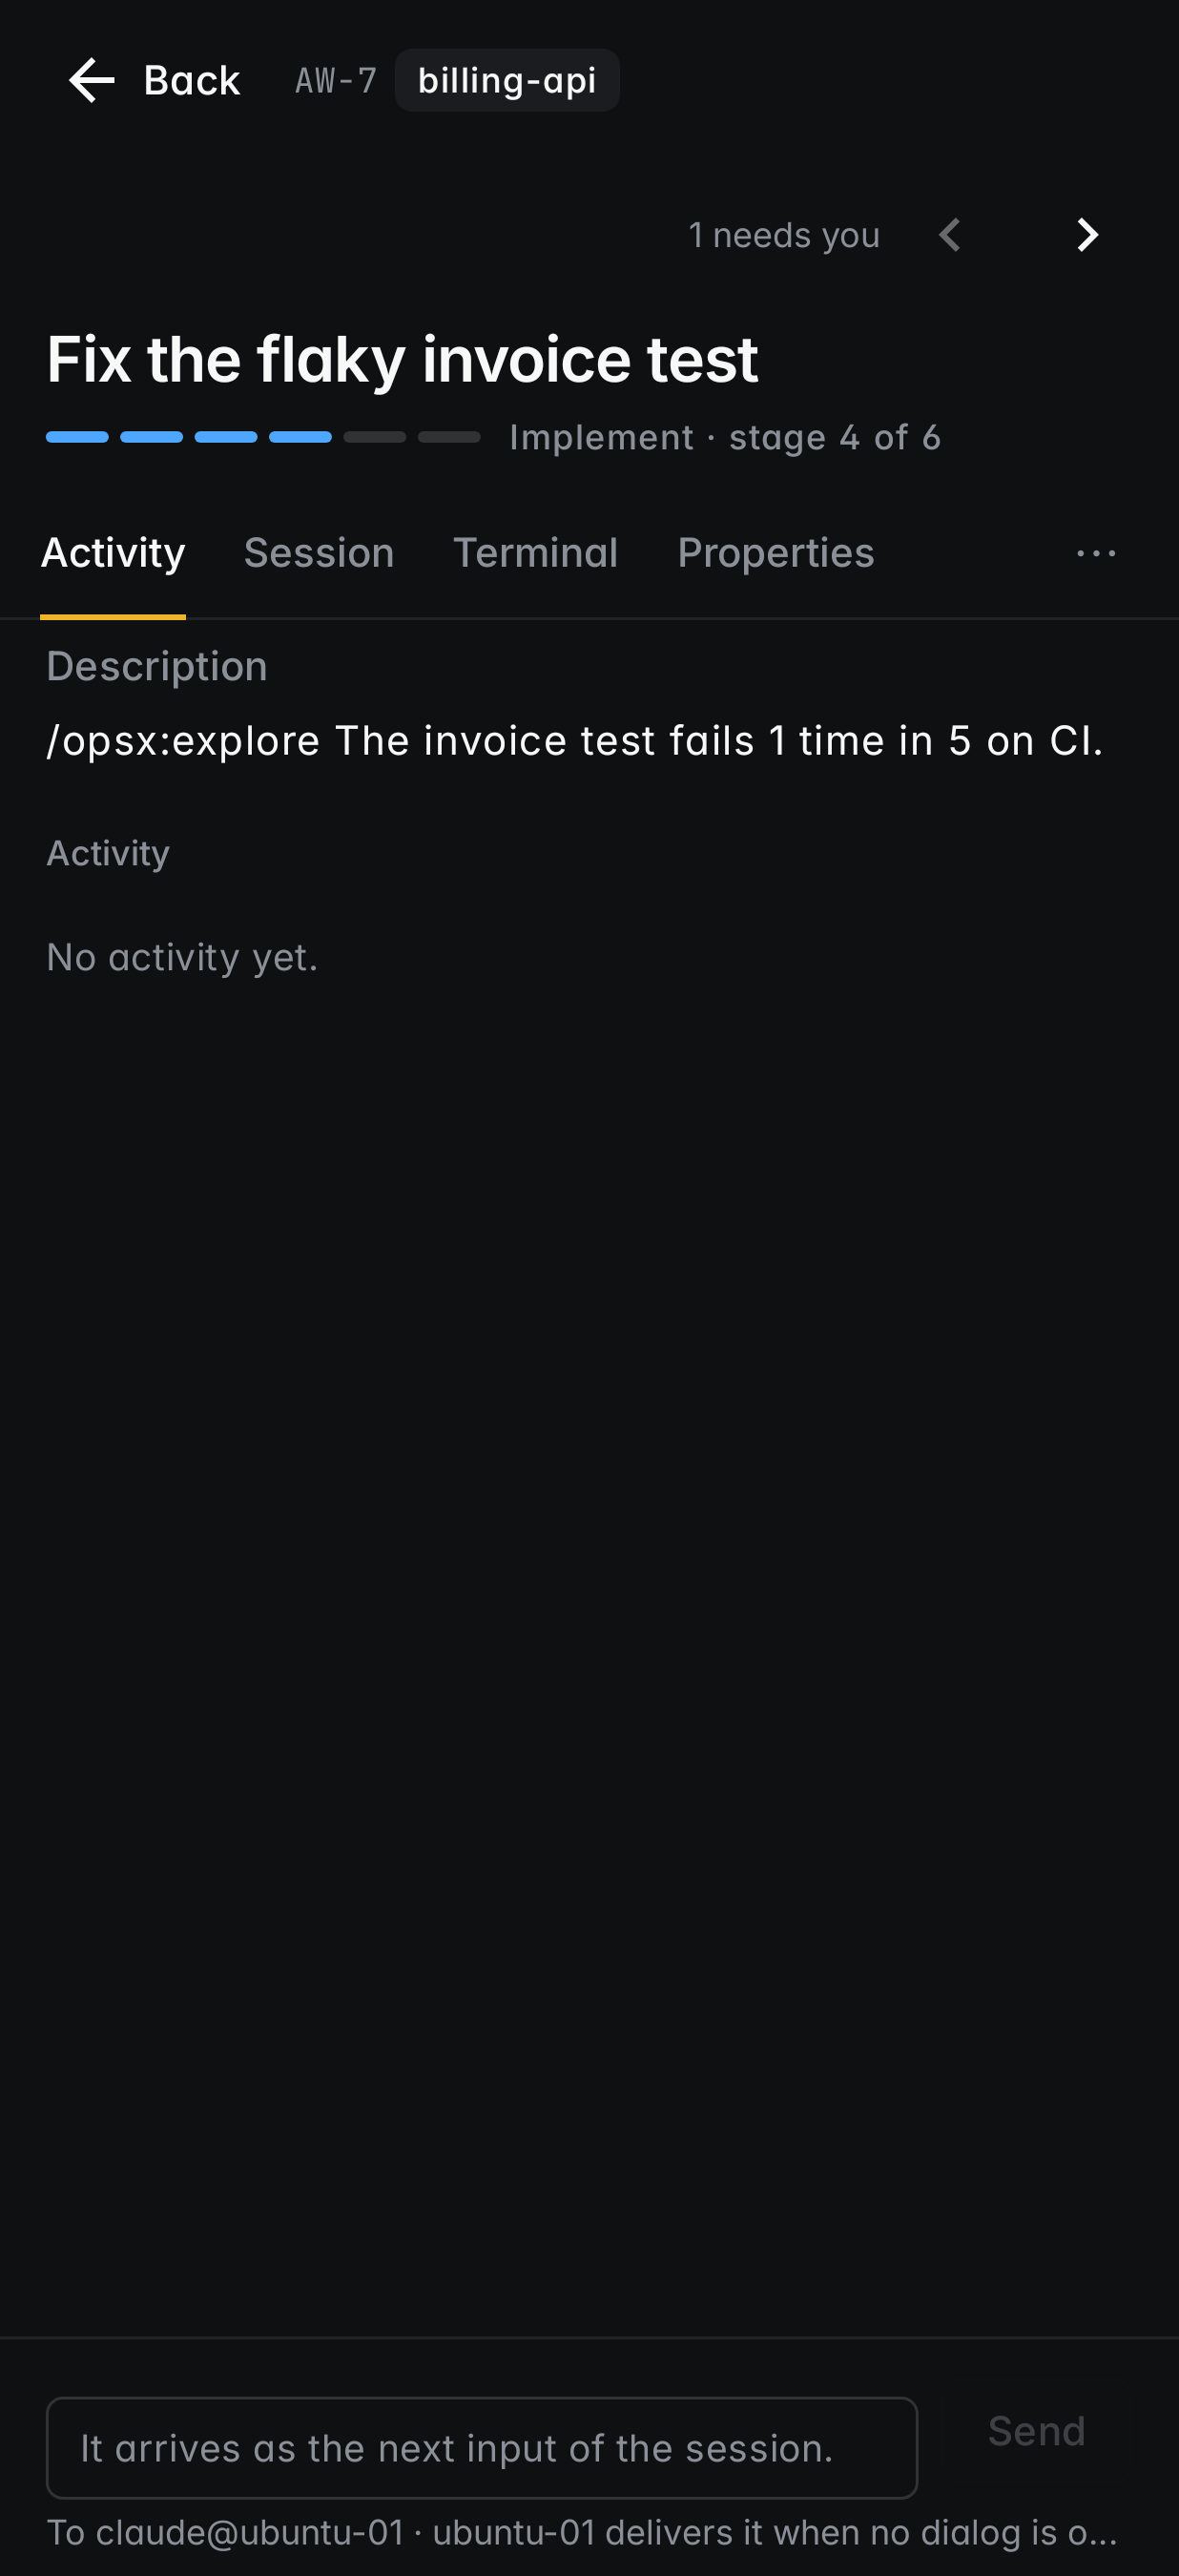 Back AW-7 billing-api
1 needs you
Fix the flaky invoice test
Implement · stage 4 of 6
Activity Session Terminal Properties ...
Description
/opsx:explore The invoice test fails 1 time in 5 on CI.
Activity
No activity yet.
It arrives as the next input of the session.
Send
To claude@ubuntu-01 · ubuntu-01 delivers it when no dialog is o...